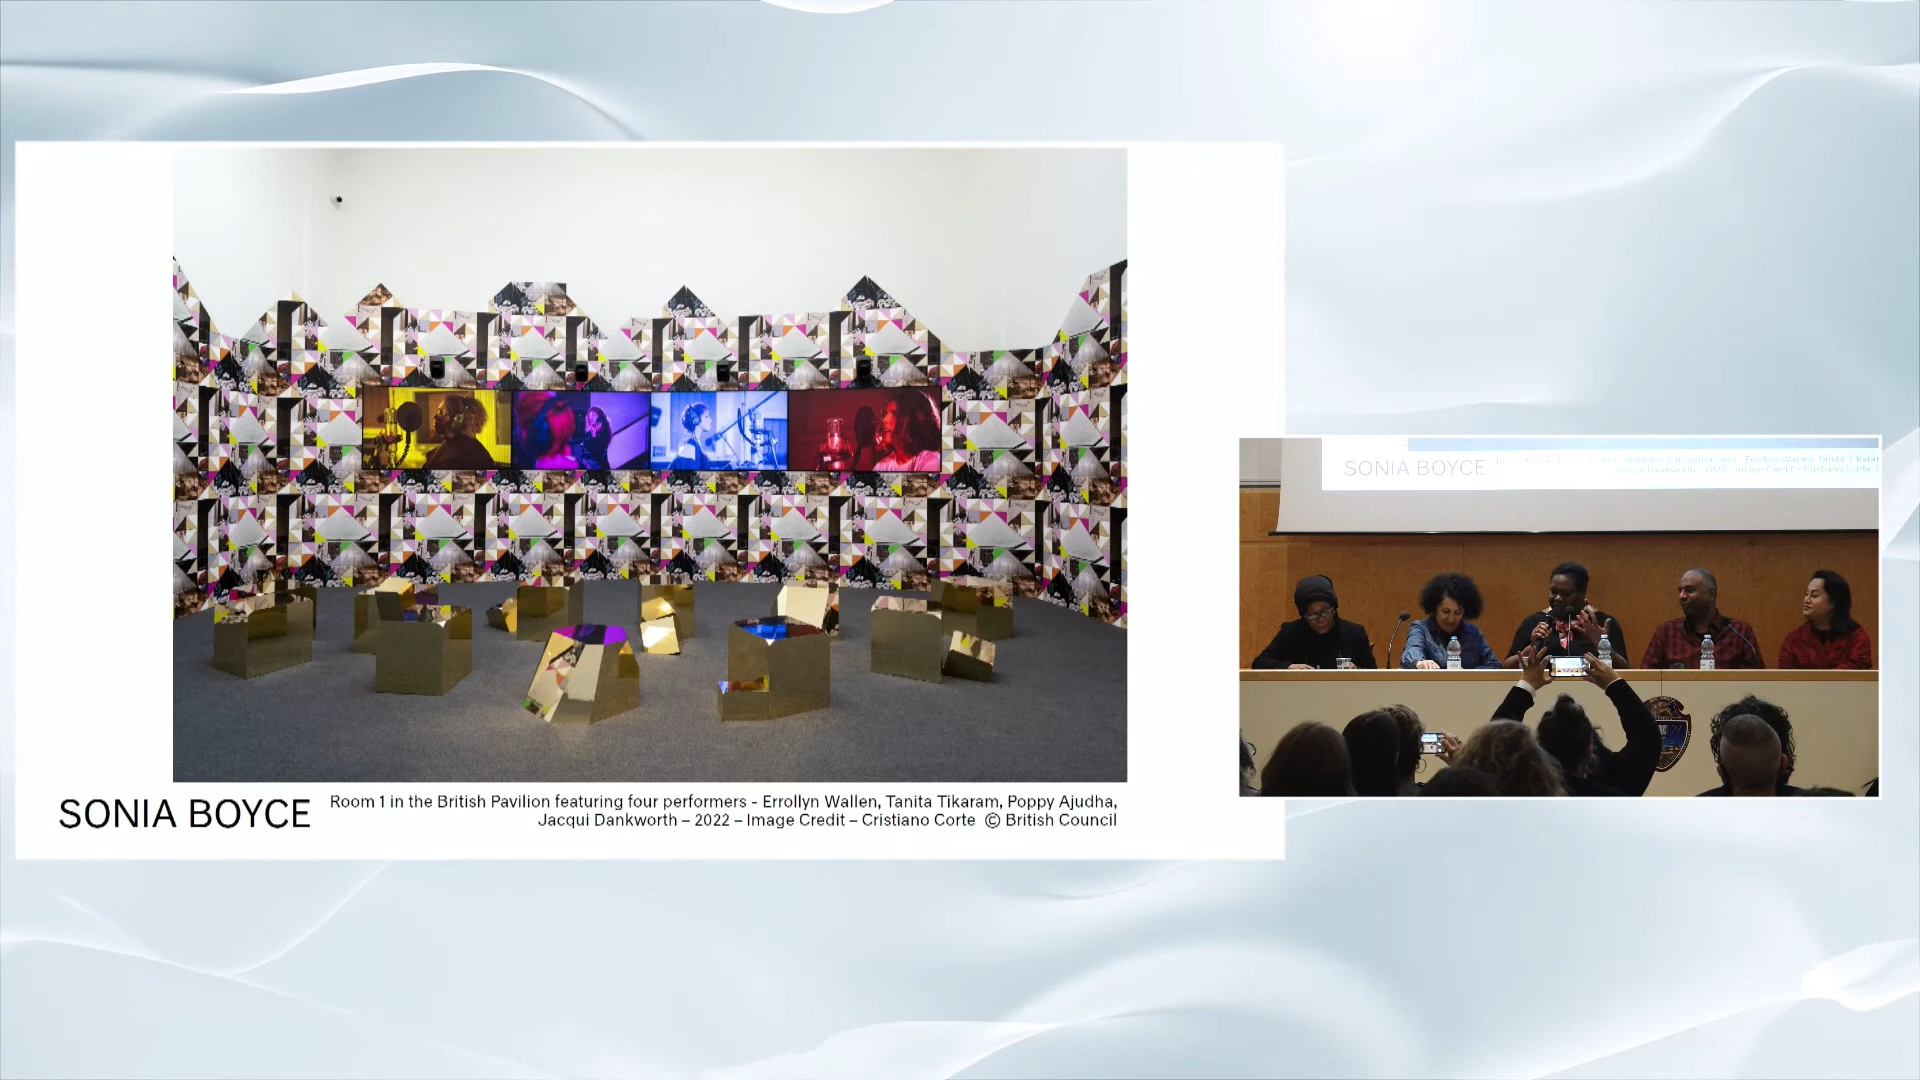 SONIA BOYCE
Room 1 in the British Pavilion featuring four performers - Errollyn Wallen, Tanita Tikaram, Poppy Ajudha,
Jacqui Dankworth – 2022 – Image Credit – Cristiano Corte © British Council
SONIA BOYCE